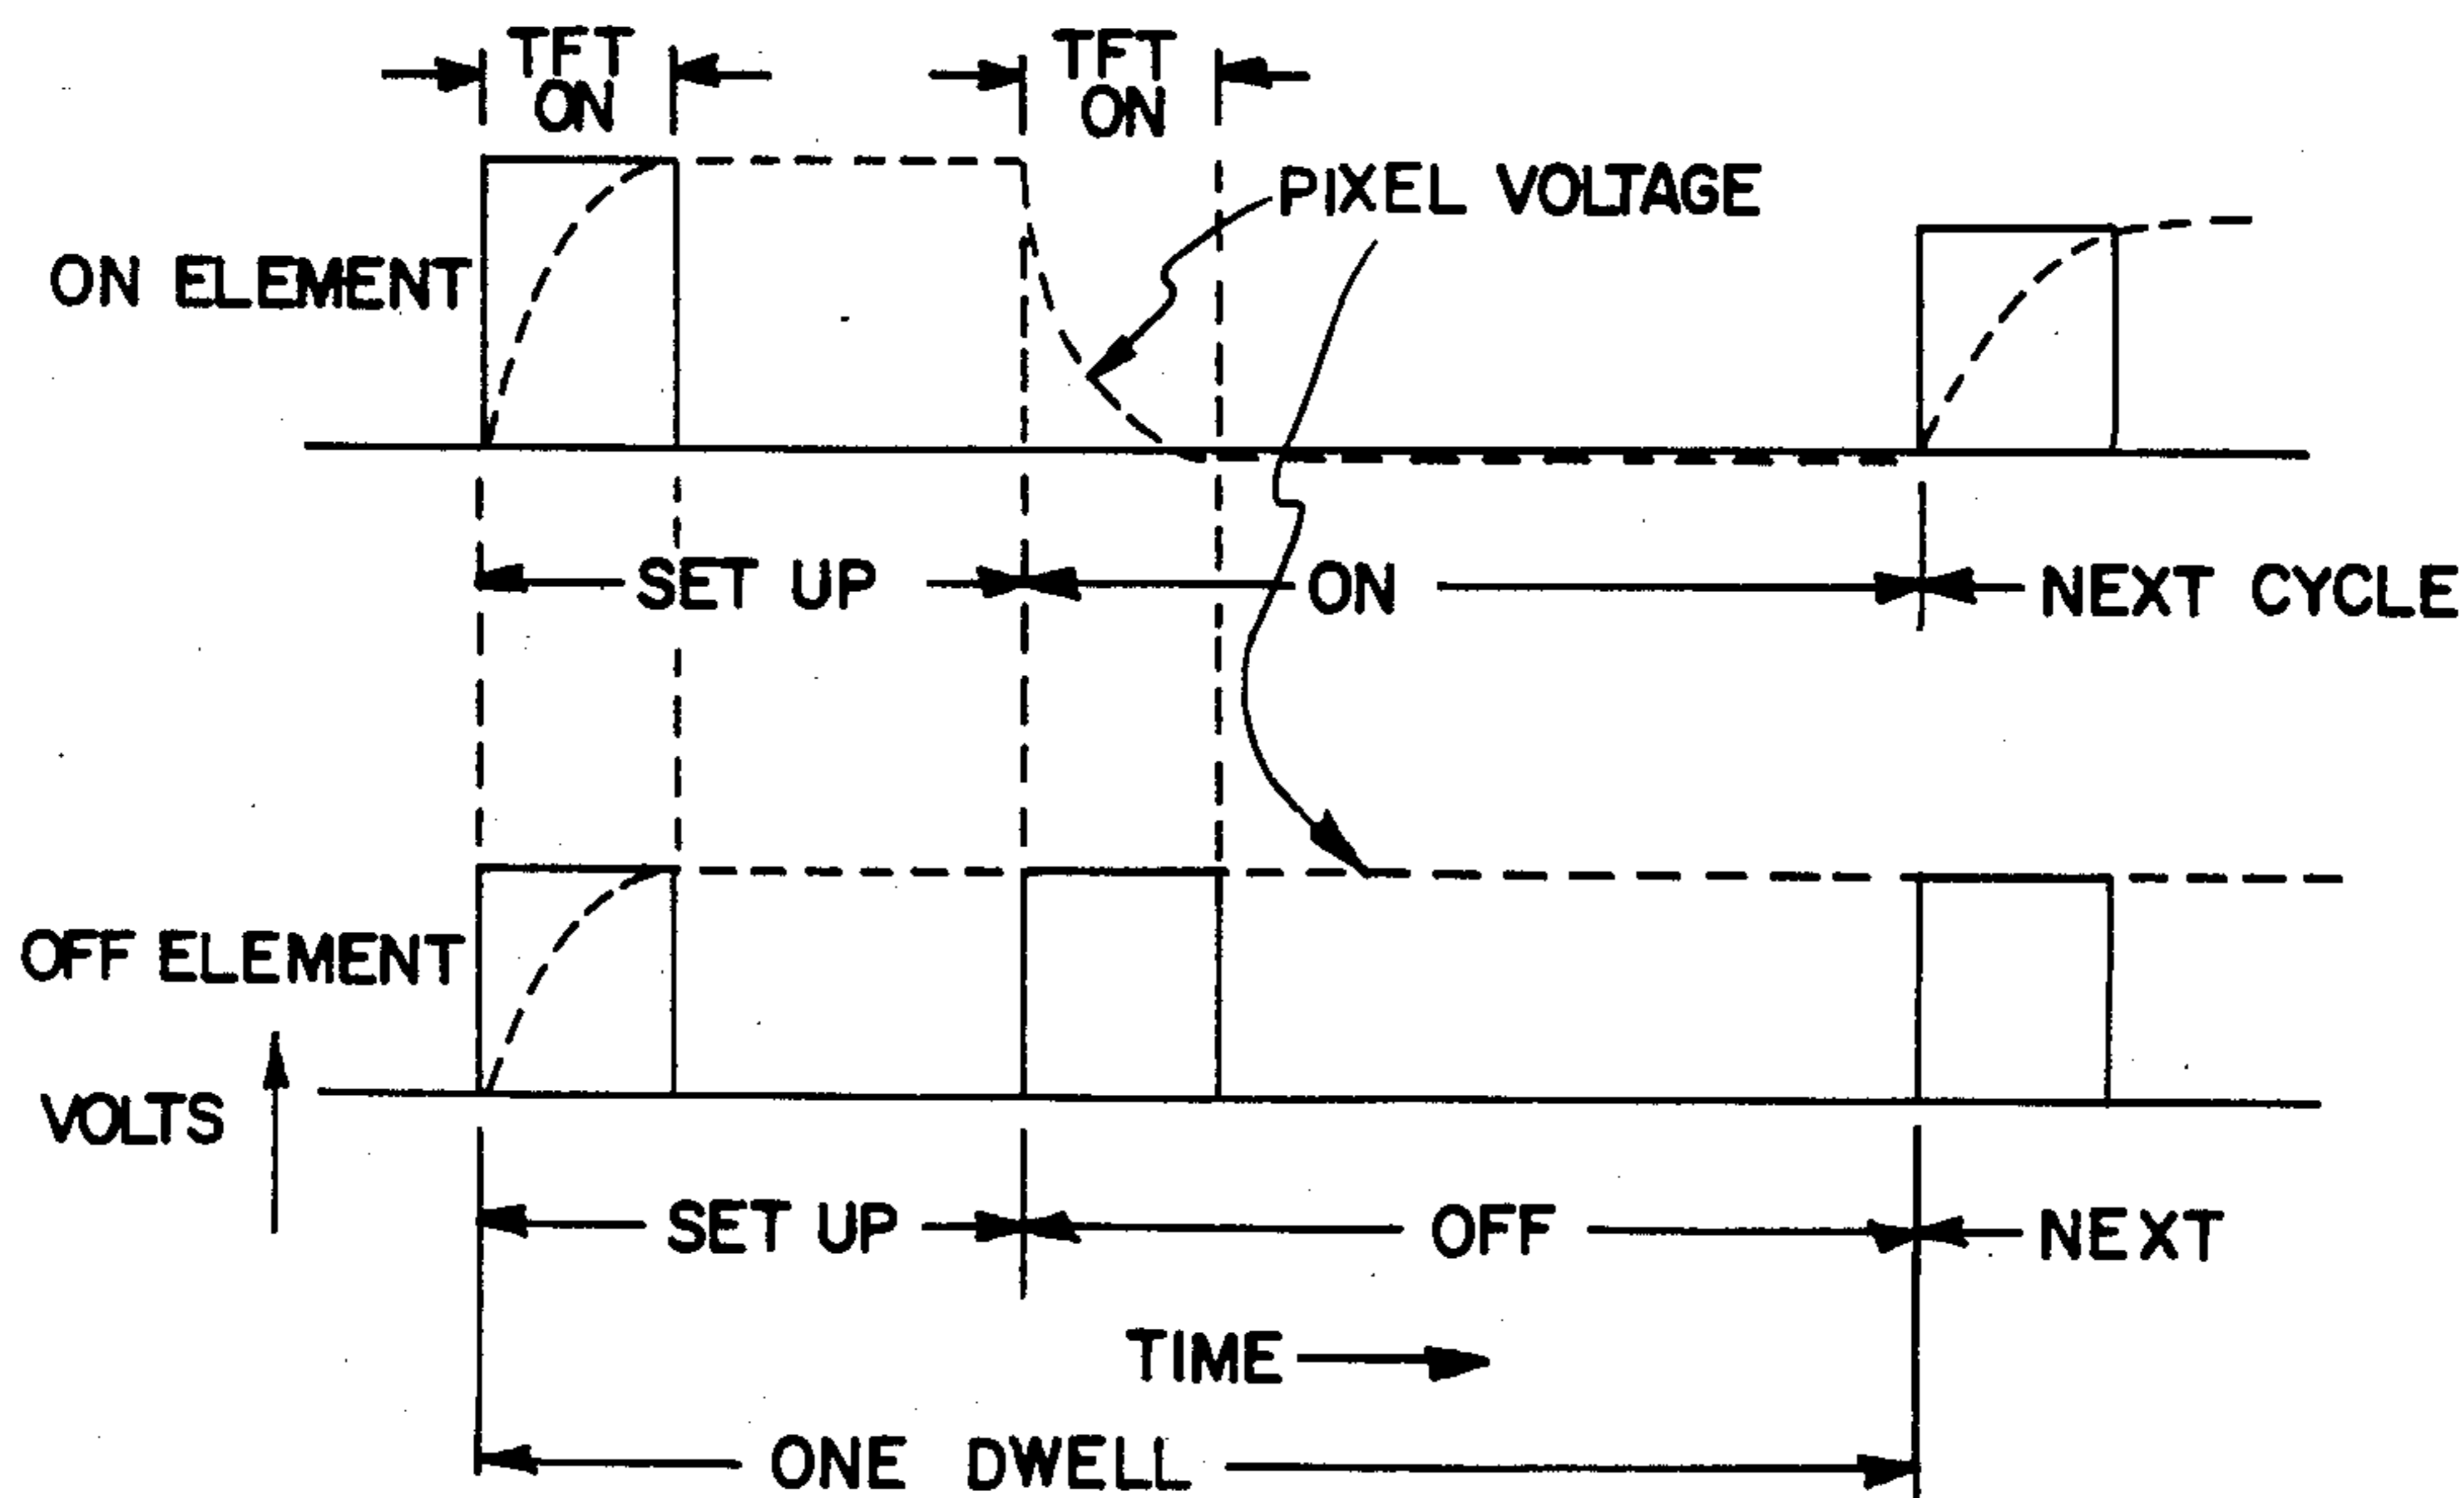 TFT
ON
TFT
ON
PIXEL VOLTAGE
ON ELEMENT
SET UP
ON
NEXT CYCLE
OFF ELEMENT
VOLTS
SET UP
OFF
NEXT
TIME
ONE DWELL